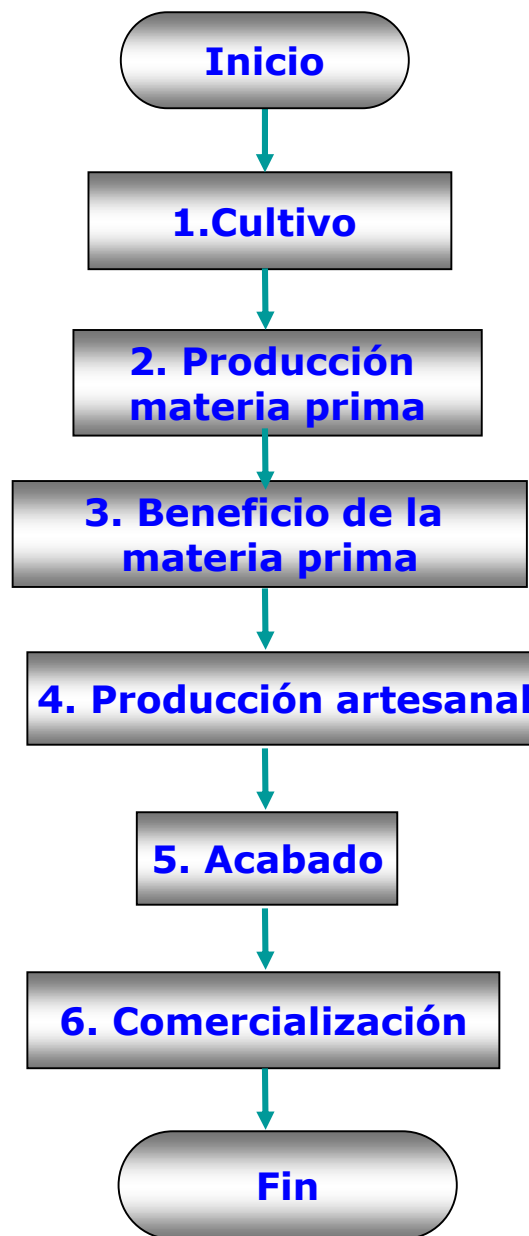 Inicio
1.Cultivo
2. Producción
materia prima
3. Beneficio de la
materia prima
4. Producción artesanal
5. Acabado
6. Comercialización
Fin